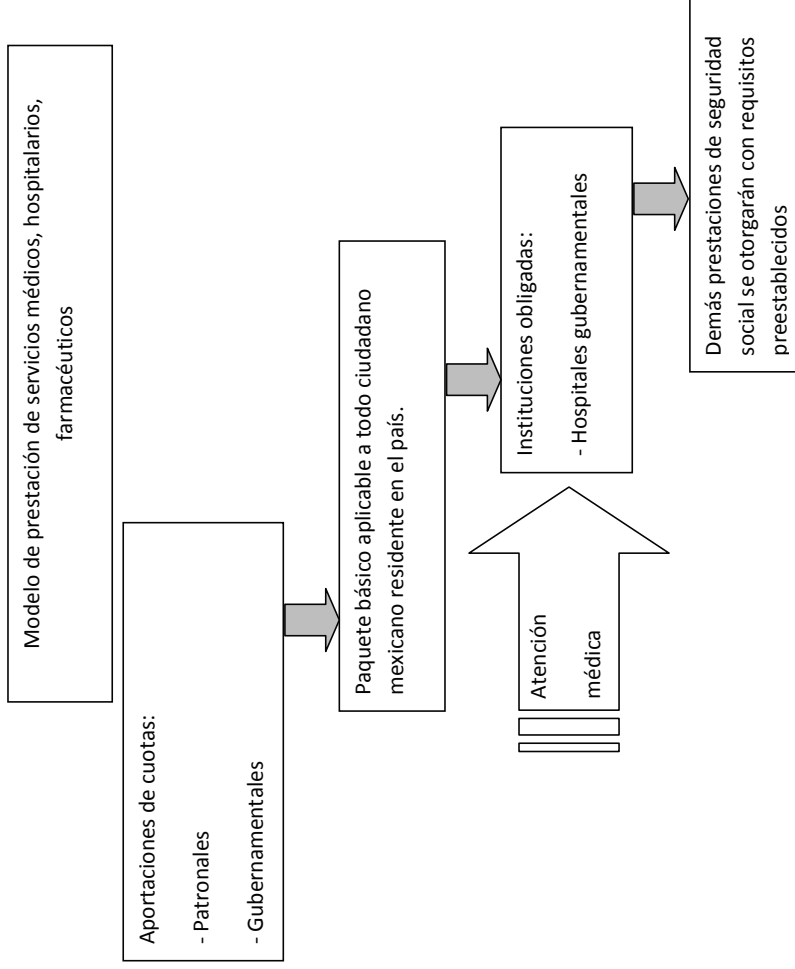 Modelo de prestación de servicios médicos, hospitalarios,
farmacéuticos
Aportaciones de cuotas:
- Patronales
- Gubernamentales
Paquete básico aplicable a todo ciudadano
mexicano residente en el país.
Atención
médica
Instituciones obligadas:
- Hospitales gubernamentales
Demás prestaciones de seguridad
social se otorgarán con requisitos
preestablecidos